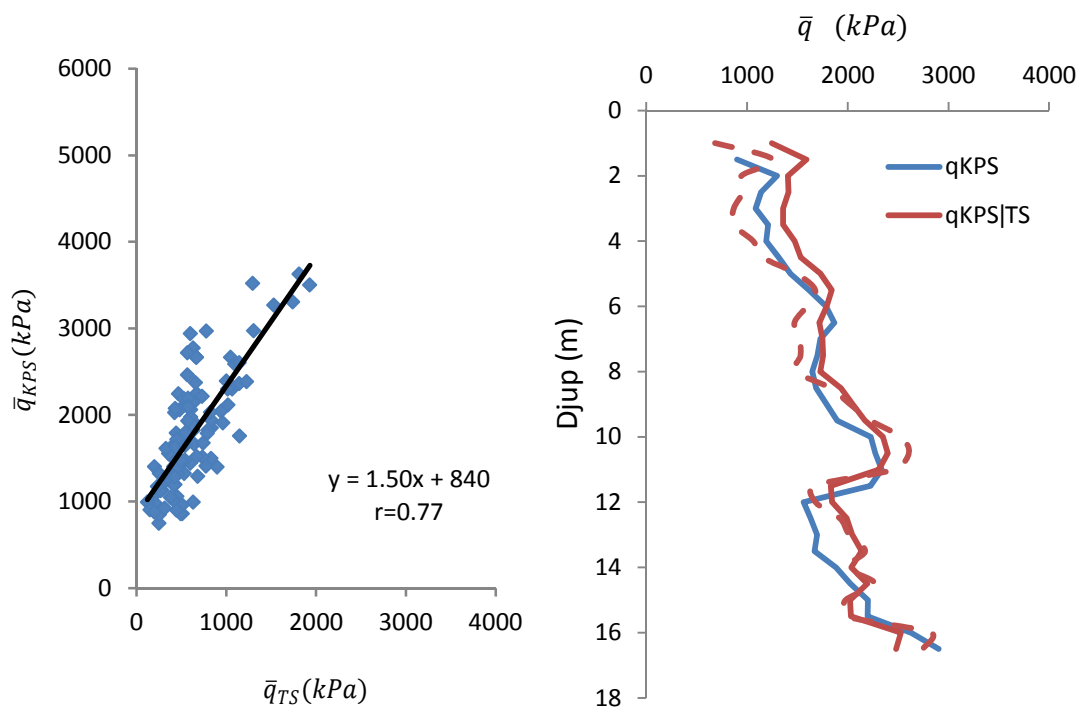 6000
5000
4000
3000
2000
1000
0
q̄KPS (kPa)
0 1000 2000 3000 4000
q̄TS (kPa)
y = 1.50x + 840
r=0.77
q̄ (kPa)
0 1000 2000 3000 4000
0
2
4
6
8
10
12
14
16
18
Djup (m)
qKPS
qKPS|TS